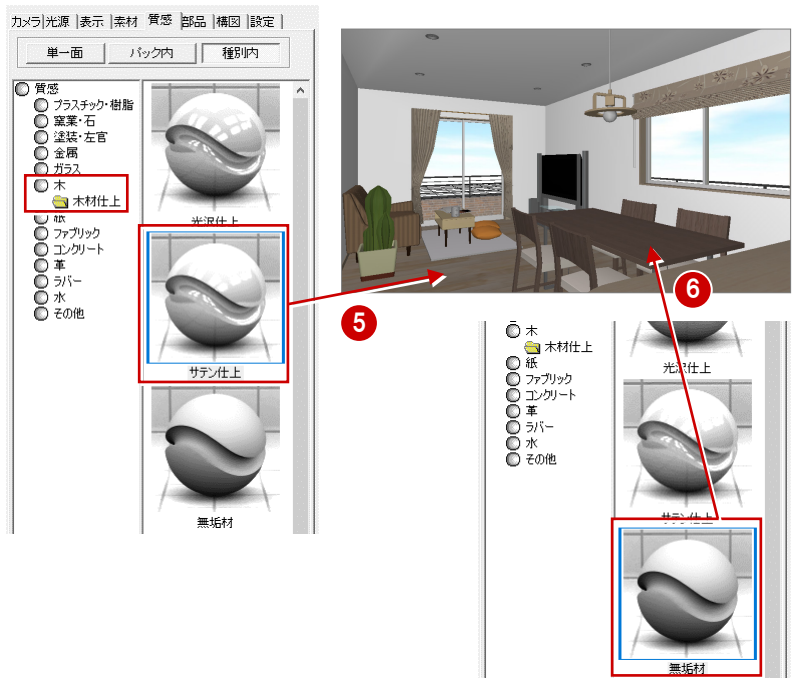 カメラ 光源 表示 素材 質感 部品 構図 設定
単一面 パック内 種別内
質感
プラスチック・樹脂
窯業・石
塗装・左官
金属
ガラス
木
木材仕上
紙
ファブリック
コンクリート
革
ラバー
水
その他
光沢仕上
サテン仕上
無垢材
5
6
木
木材仕上
紙
ファブリック
コンクリート
革
ラバー
水
その他
光沢仕上
サテン仕上
無垢材